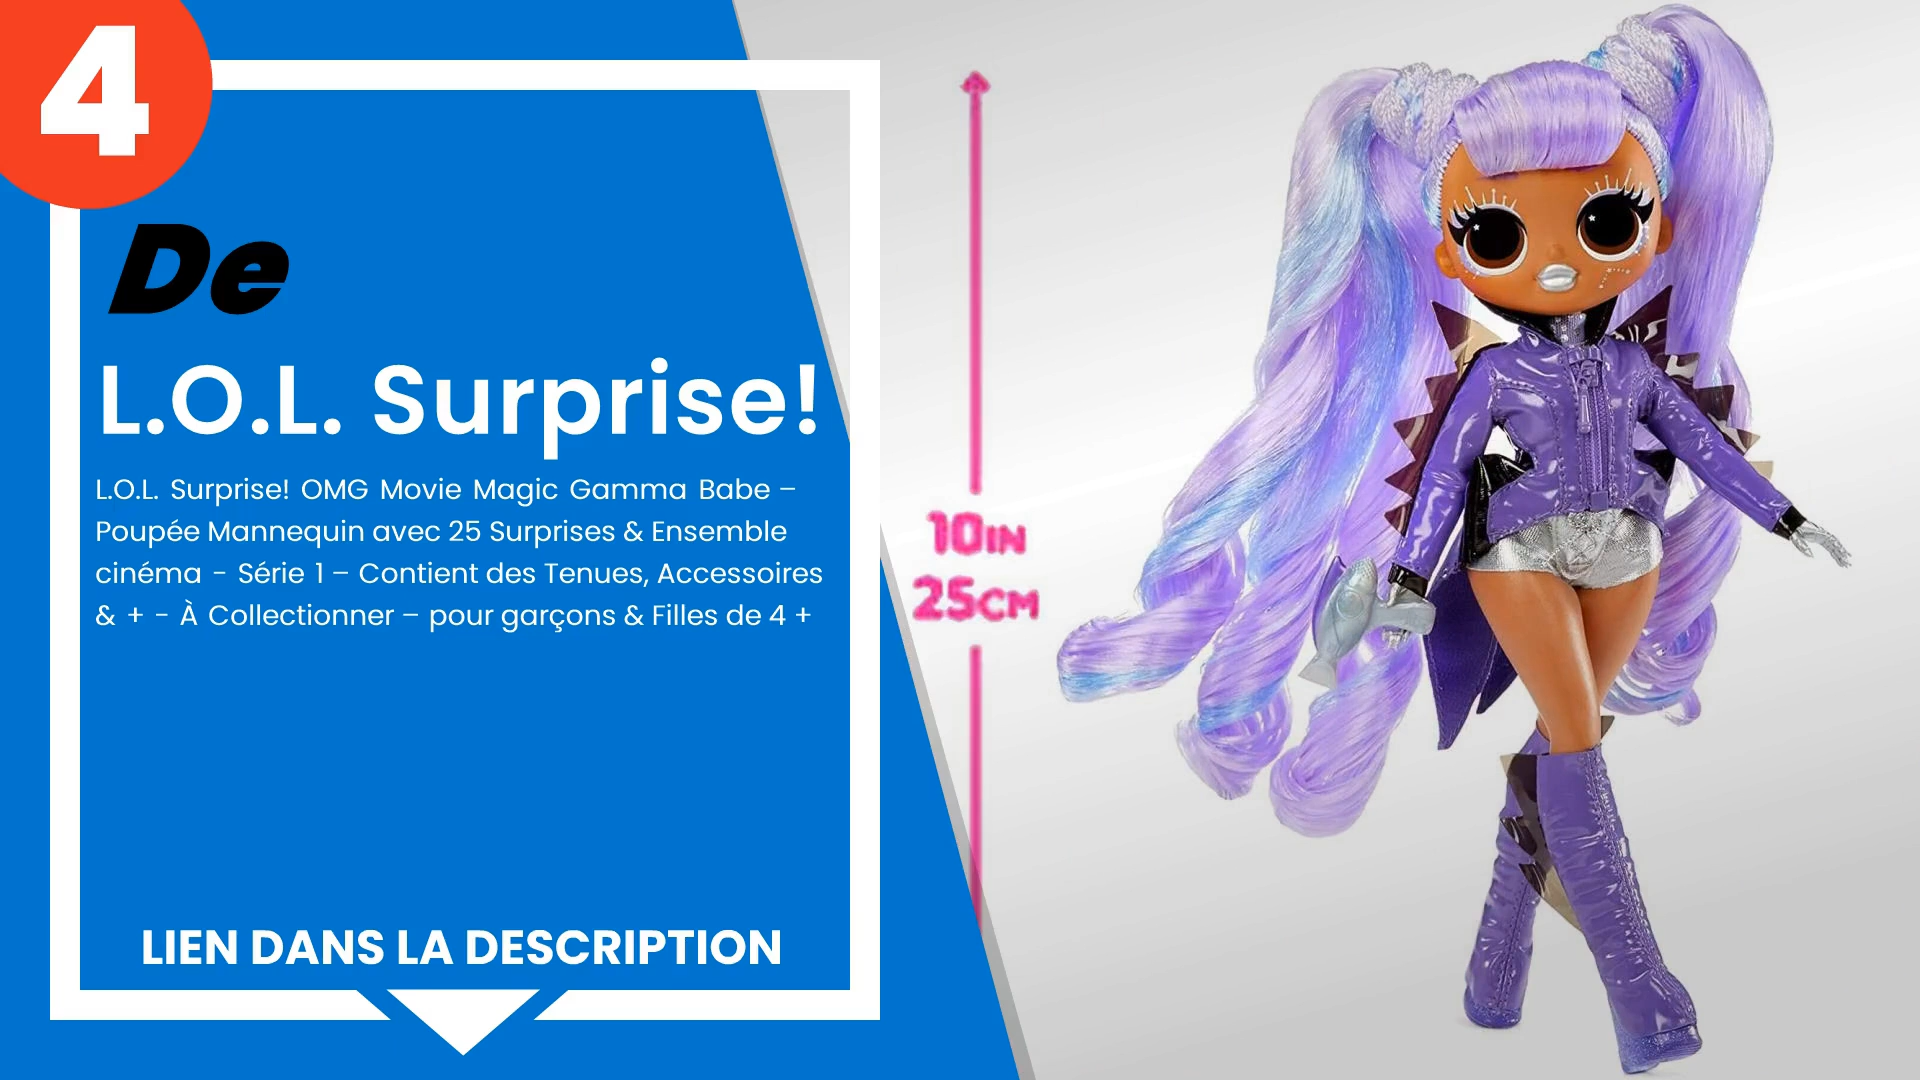 4
De
L.O.L. Surprise!
L.O.L. Surprise! OMG Movie Magic Gamma Babe –
Poupée Mannequin avec 25 Surprises & Ensemble
cinéma - Série 1 – Contient des Tenues, Accessoires
& + - À Collectionner – pour garçons & Filles de 4 +
LIEN DANS LA DESCRIPTION
10IN
25CM